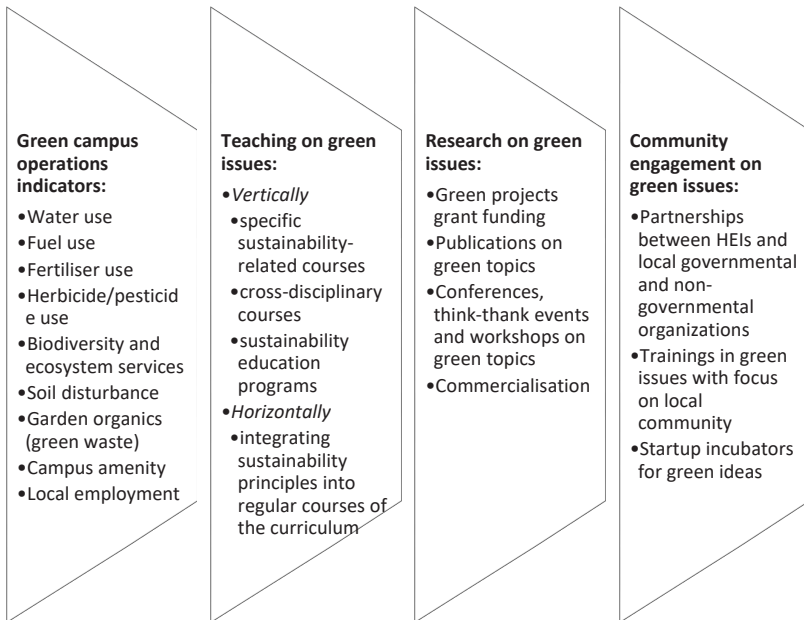 Green campus
operations
indicators:
•Water use
•Fuel use
•Fertiliser use
•Herbicide/pesticid
e use
•Biodiversity and
ecosystem services
•Soil disturbance
•Garden organics
(green waste)
•Campus amenity
•Local employment
Teaching on green
issues:
•Vertically
•specific
sustainability-
related courses
•cross-disciplinary
courses
•sustainability
education
programs
•Horizontally
•integrating
sustainability
principles into
regular courses of
the curriculum
Research on green
issues:
•Green projects
grant funding
•Publications on
green topics
•Conferences,
think-thank events
and workshops on
green topics
•Commercialisation
Community
engagement on
green issues:
•Partnerships
between HEIs and
local governmental
and non-
governmental
organizations
•Trainings in green
issues with focus
on local
community
•Startup incubators
for green ideas